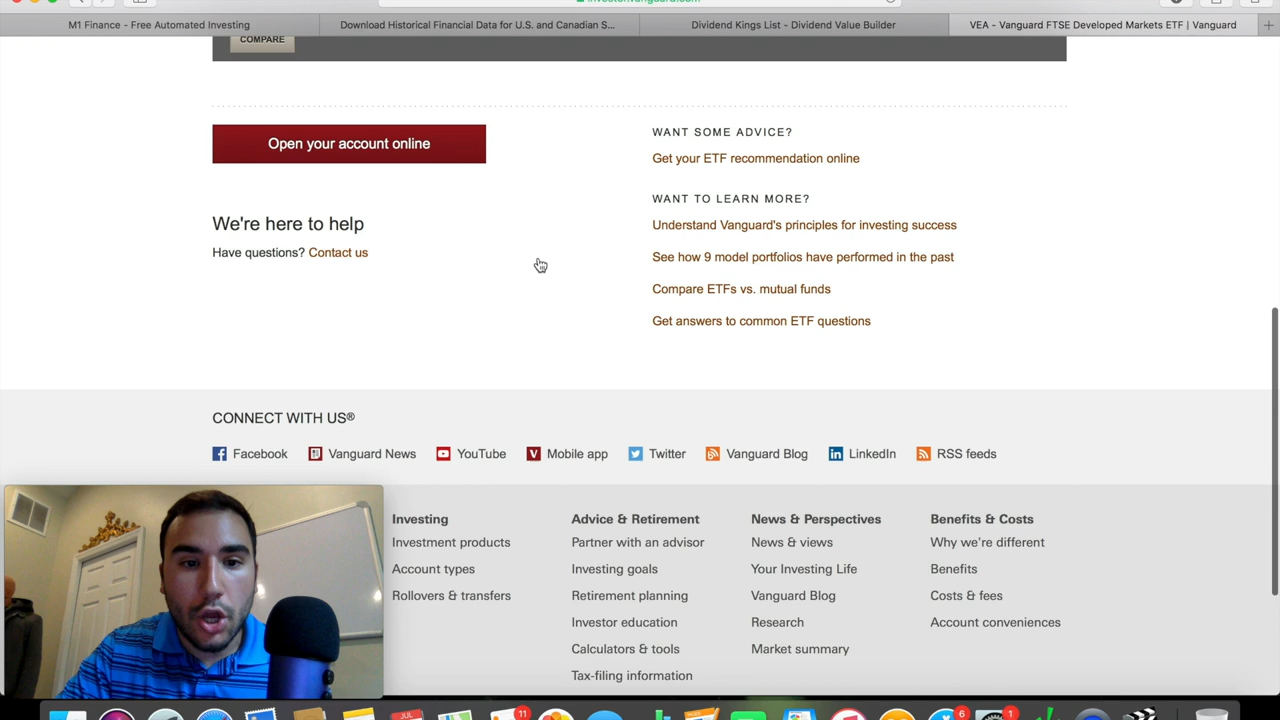 investor.vanguard.com
M1 Finance - Free Automated Investing
Download Historical Financial Data for U.S. and Canadian S...
Dividend Kings List - Dividend Value Builder
VEA - Vanguard FTSE Developed Markets ETF | Vanguard
COMPARE
Open your account online
We're here to help
Have questions? Contact us
WANT SOME ADVICE?
Get your ETF recommendation online
WANT TO LEARN MORE?
Understand Vanguard's principles for investing success
See how 9 model portfolios have performed in the past
Compare ETFs vs. mutual funds
Get answers to common ETF questions
CONNECT WITH US®
Facebook
Vanguard News
YouTube
Mobile app
Twitter
Vanguard Blog
LinkedIn
RSS feeds
Investing
Investment products
Account types
Rollovers & transfers
Advice & Retirement
Partner with an advisor
Investing goals
Retirement planning
Investor education
Calculators & tools
Tax-filing information
News & Perspectives
News & views
Your Investing Life
Vanguard Blog
Research
Market summary
Benefits & Costs
Why we're different
Benefits
Costs & fees
Account conveniences
JUL
11
6
1